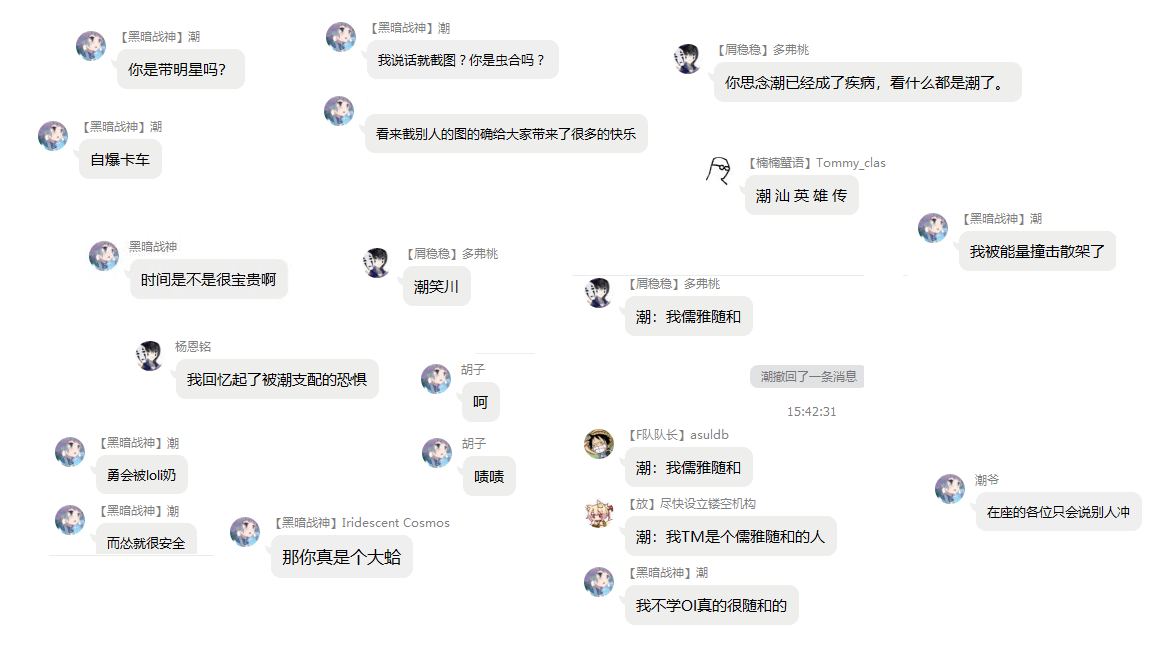 【黑暗战神】潮
你是带明星吗？
【黑暗战神】潮
自爆卡车
【黑暗战神】潮
我说话就截图？你是虫合吗？
看来截别人的图的确给大家带来了很多的快乐
【屑稳稳】多弗桃
你思念潮已经成了疾病，看什么都是潮了。
【楠楠蠶语】Tommy_clas
潮 汕 英 雄 传
【黑暗战神】潮
我被能量撞击散架了
黑暗战神
时间是不是很宝贵啊
【屑稳稳】多弗桃
潮笑川
杨恩铭
我回忆起了被潮支配的恐惧
胡子
呵
胡子
啧啧
【黑暗战神】潮
勇会被loli奶
【黑暗战神】潮
而怂就很安全
【黑暗战神】Iridescent Cosmos
那你真是个大蛤
【屑稳稳】多弗桃
潮：我儒雅随和
潮撤回了一条消息
15:42:31
【F队队长】asuldb
潮：我儒雅随和
【放】尽快设立镂空机构
潮：我TM是个儒雅随和的人
【黑暗战神】潮
我不学OI真的很随和的
潮爷
在座的各位只会说别人冲